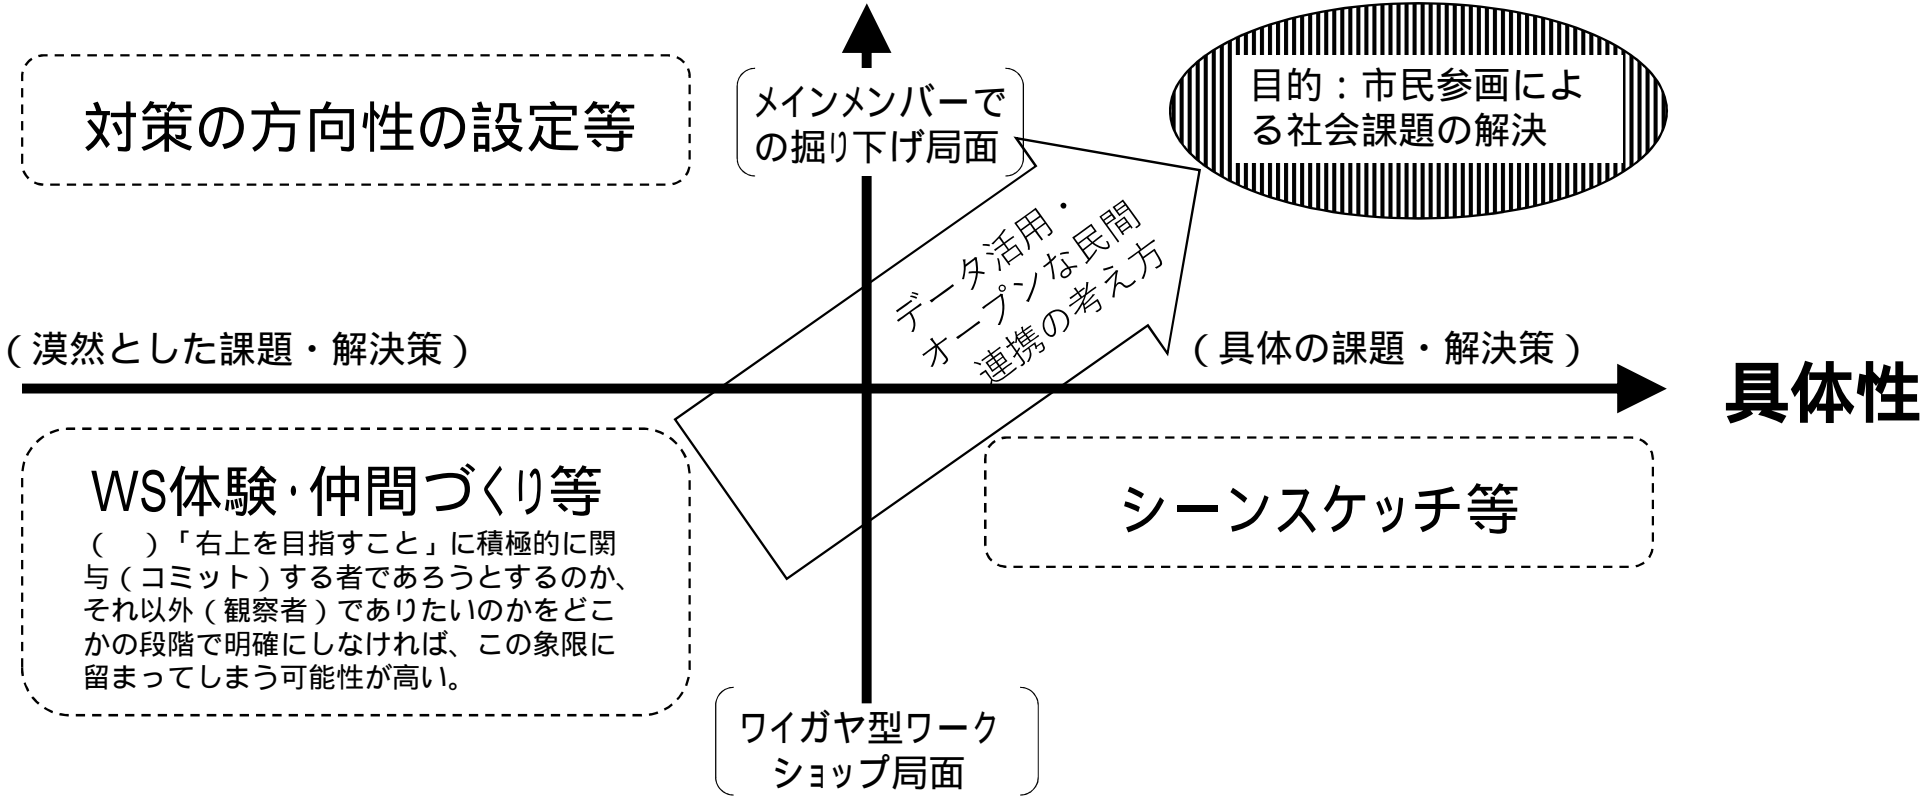 対策の方向性の設定等
メインメンバーで
の掘り下げ局面
目的：市民参画によ
る社会課題の解決
データ活用・
オープンな民間
連携の考え方
（漠然とした課題・解決策）
（具体の課題・解決策）
具体性
WS体験・仲間づくり等
（　）「右上を目指すこと」に積極的に関
与（コミット）する者であろうとするのか、
それ以外（観察者）でありたいのかをどこ
かの段階で明確にしなければ、この象限に
留まってしまう可能性が高い。
シーンスケッチ等
ワイガヤ型ワーク
ショップ局面